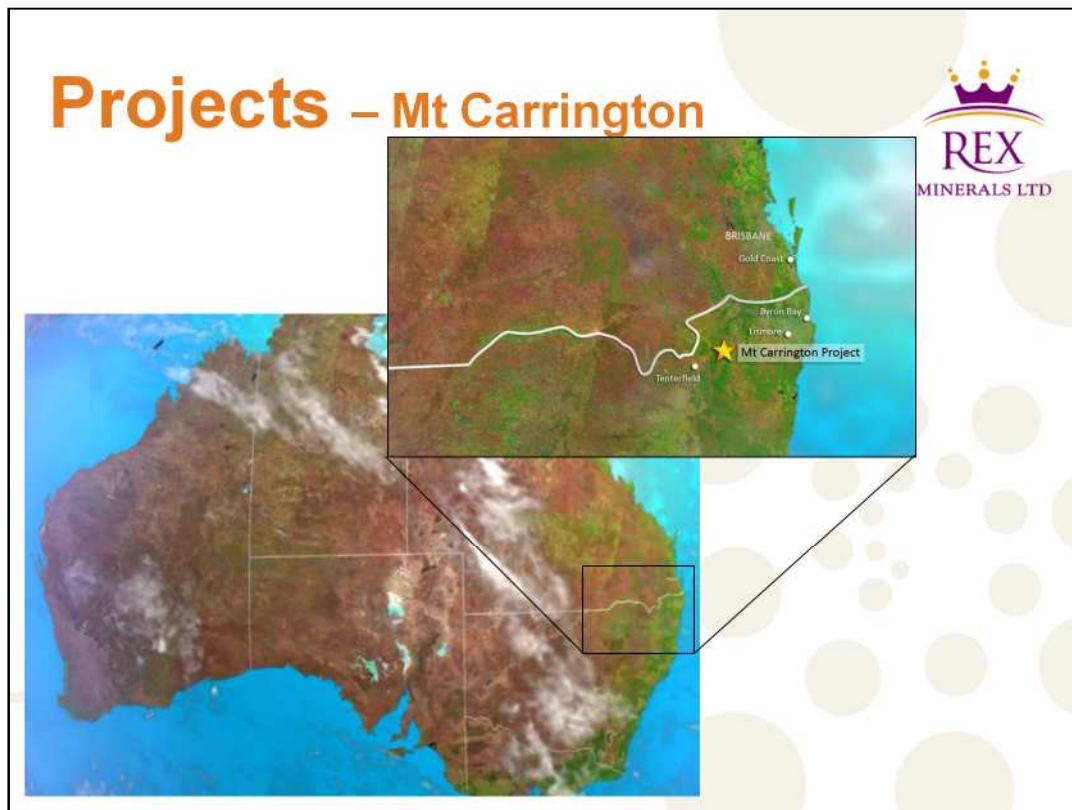 Projects – Mt Carrington
REX
MINERALS LTD
BRISBANE
Gold Coast
Byron Bay
Lismore
Mt Carrington Project
Tenterfield